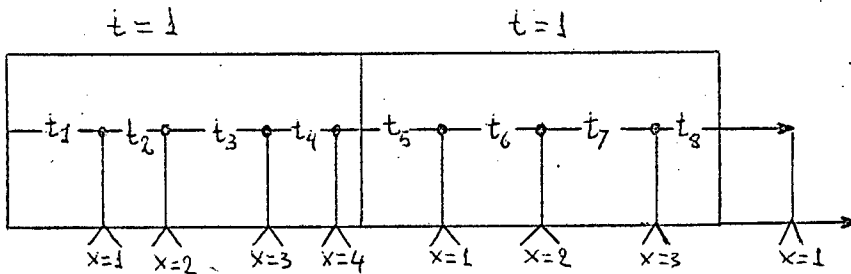 t = 1 t = 1
t1 t2 t3 t4 t5 t6 t7 t8
x=1 x=2 x=3 x=4 x=1 x=2 x=3 x=1